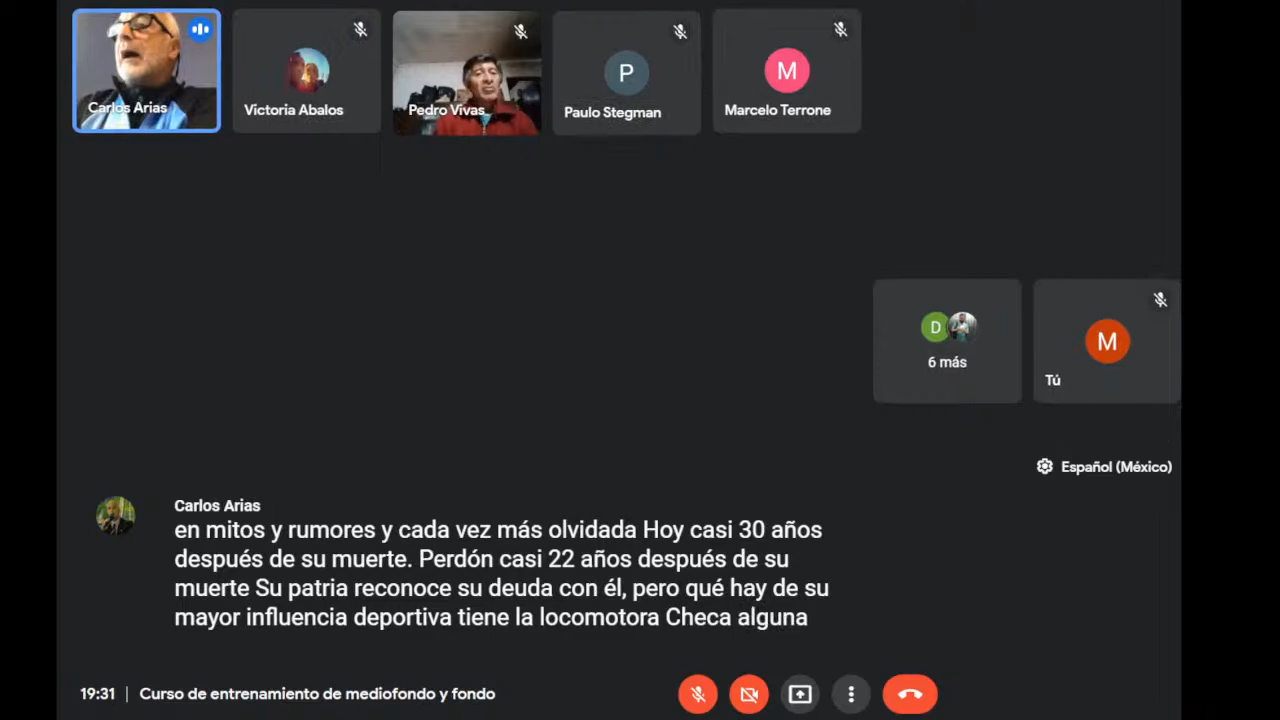 Carlos Arias
Victoria Abalos
Pedro Vivas
P
Paulo Stegman
M
Marcelo Terrone
D
6 más
M
Tú
Español (México)
Carlos Arias
en mitos y rumores y cada vez más olvidada Hoy casi 30 años
después de su muerte. Perdón casi 22 años después de su
muerte Su patria reconoce su deuda con él, pero qué hay de su
mayor influencia deportiva tiene la locomotora Checa alguna
19:31 | Curso de entrenamiento de mediofondo y fondo